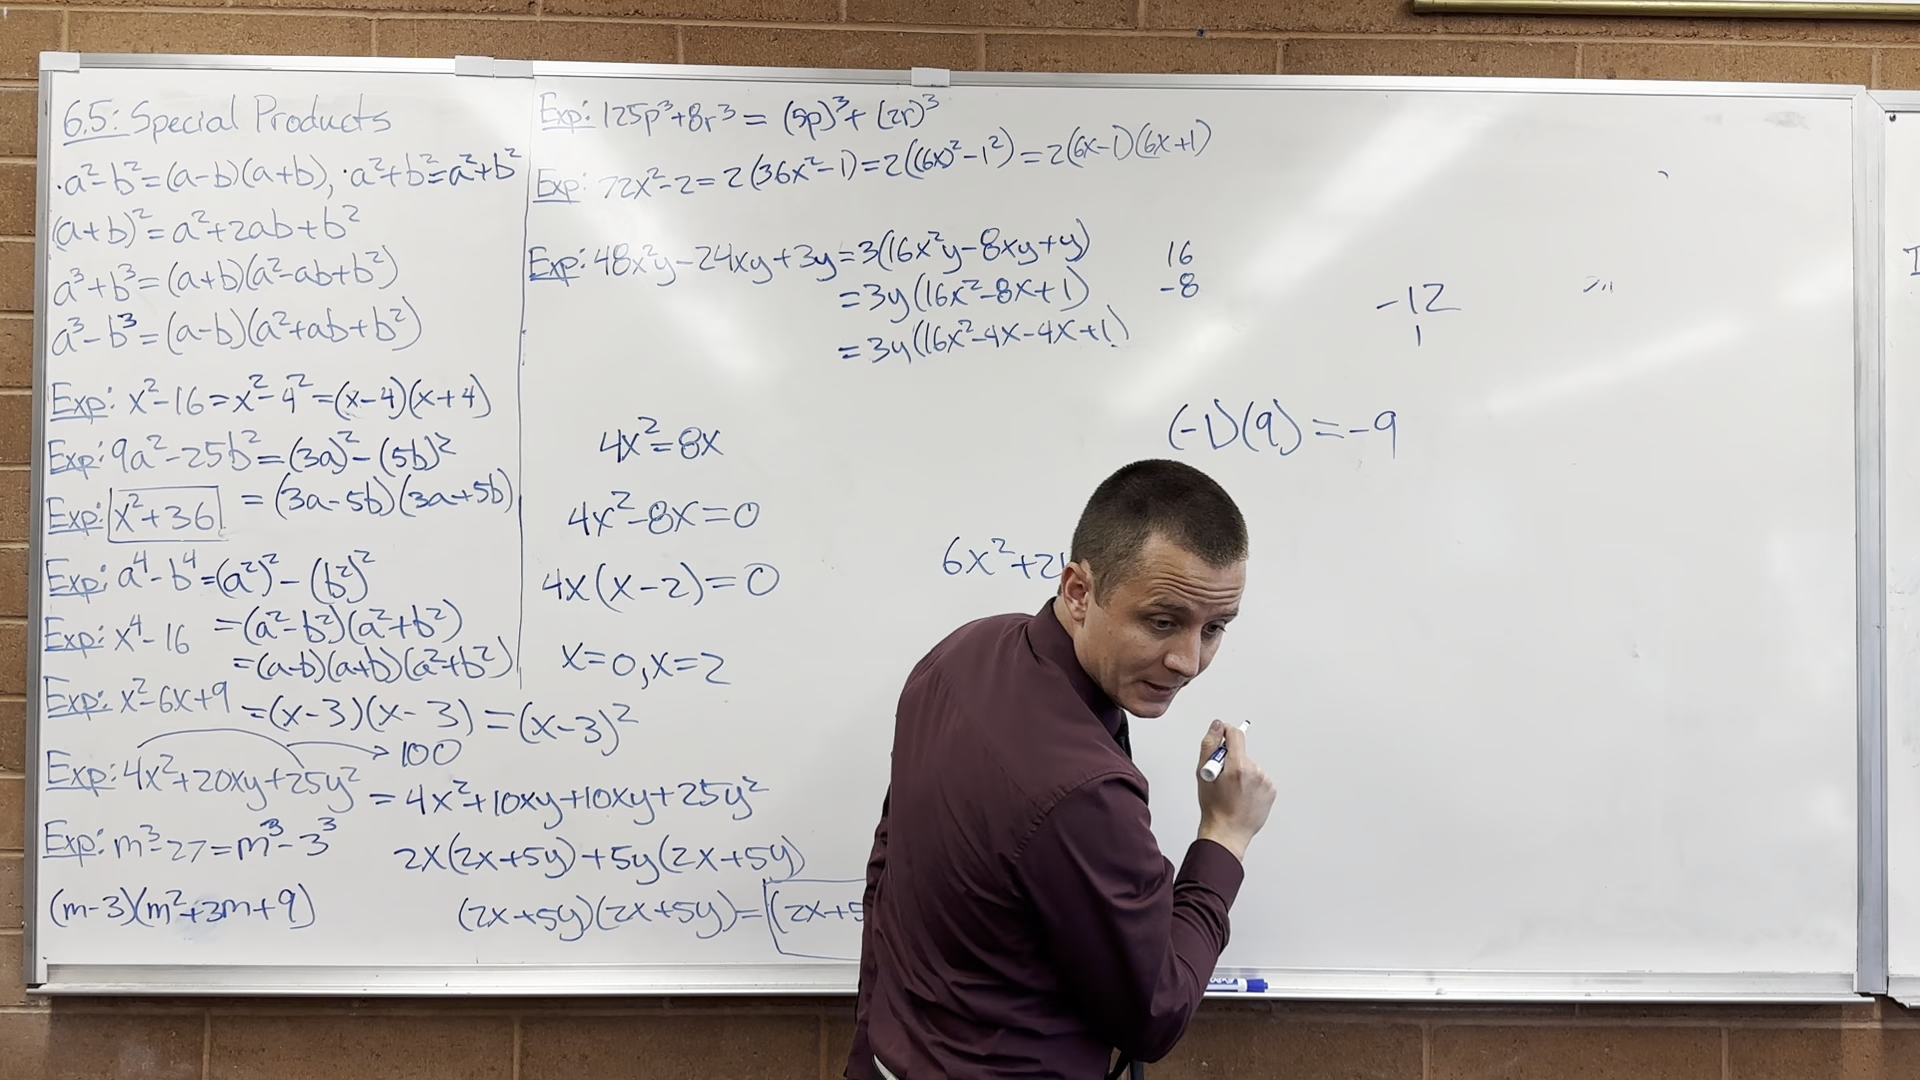 6.5: Special Products
·a²-b²=(a-b)(a+b), ·a²+b²=a²+b²
(a+b)²=a²+2ab+b²
a³+b³=(a+b)(a²-ab+b²)
a³-b³=(a-b)(a²+ab+b²)
Exp: x²-16=x²-4²=(x-4)(x+4)
Exp: 9a²-25b²=(3a)²-(5b)²
=(3a-5b)(3a+5b)
Exp: x²+36
Exp: a⁴-b⁴=(a²)²-(b²)²
=(a²-b²)(a²+b²)
=(a-b)(a+b)(a²+b²)
Exp: x⁴-16
Exp: x²-6x+9=(x-3)(x-3)=(x-3)²
100
Exp: 4x²+20xy+25y²=4x²+10xy+10xy+25y²
2x(2x+5y)+5y(2x+5y)
(2x+5y)(2x+5y)=(2x+5
Exp: m³-27=m³-3³
(m-3)(m²+3m+9)
Exp: 125p³+8r³=(5p)³+(2r)³
Exp: 72x²-2=2(36x²-1)=2((6x)²-1²)=2(6x-1)(6x+1)
Exp: 48x²y-24xy+3y=3(16x²y-8xy+y)
=3y(16x²-8x+1)
=3y(16x²-4x-4x+1)
4x²=8x
4x²-8x=0
4x(x-2)=0
x=0,x=2
16
-8
-12
1
(-1)(9)=-9
6x²+2